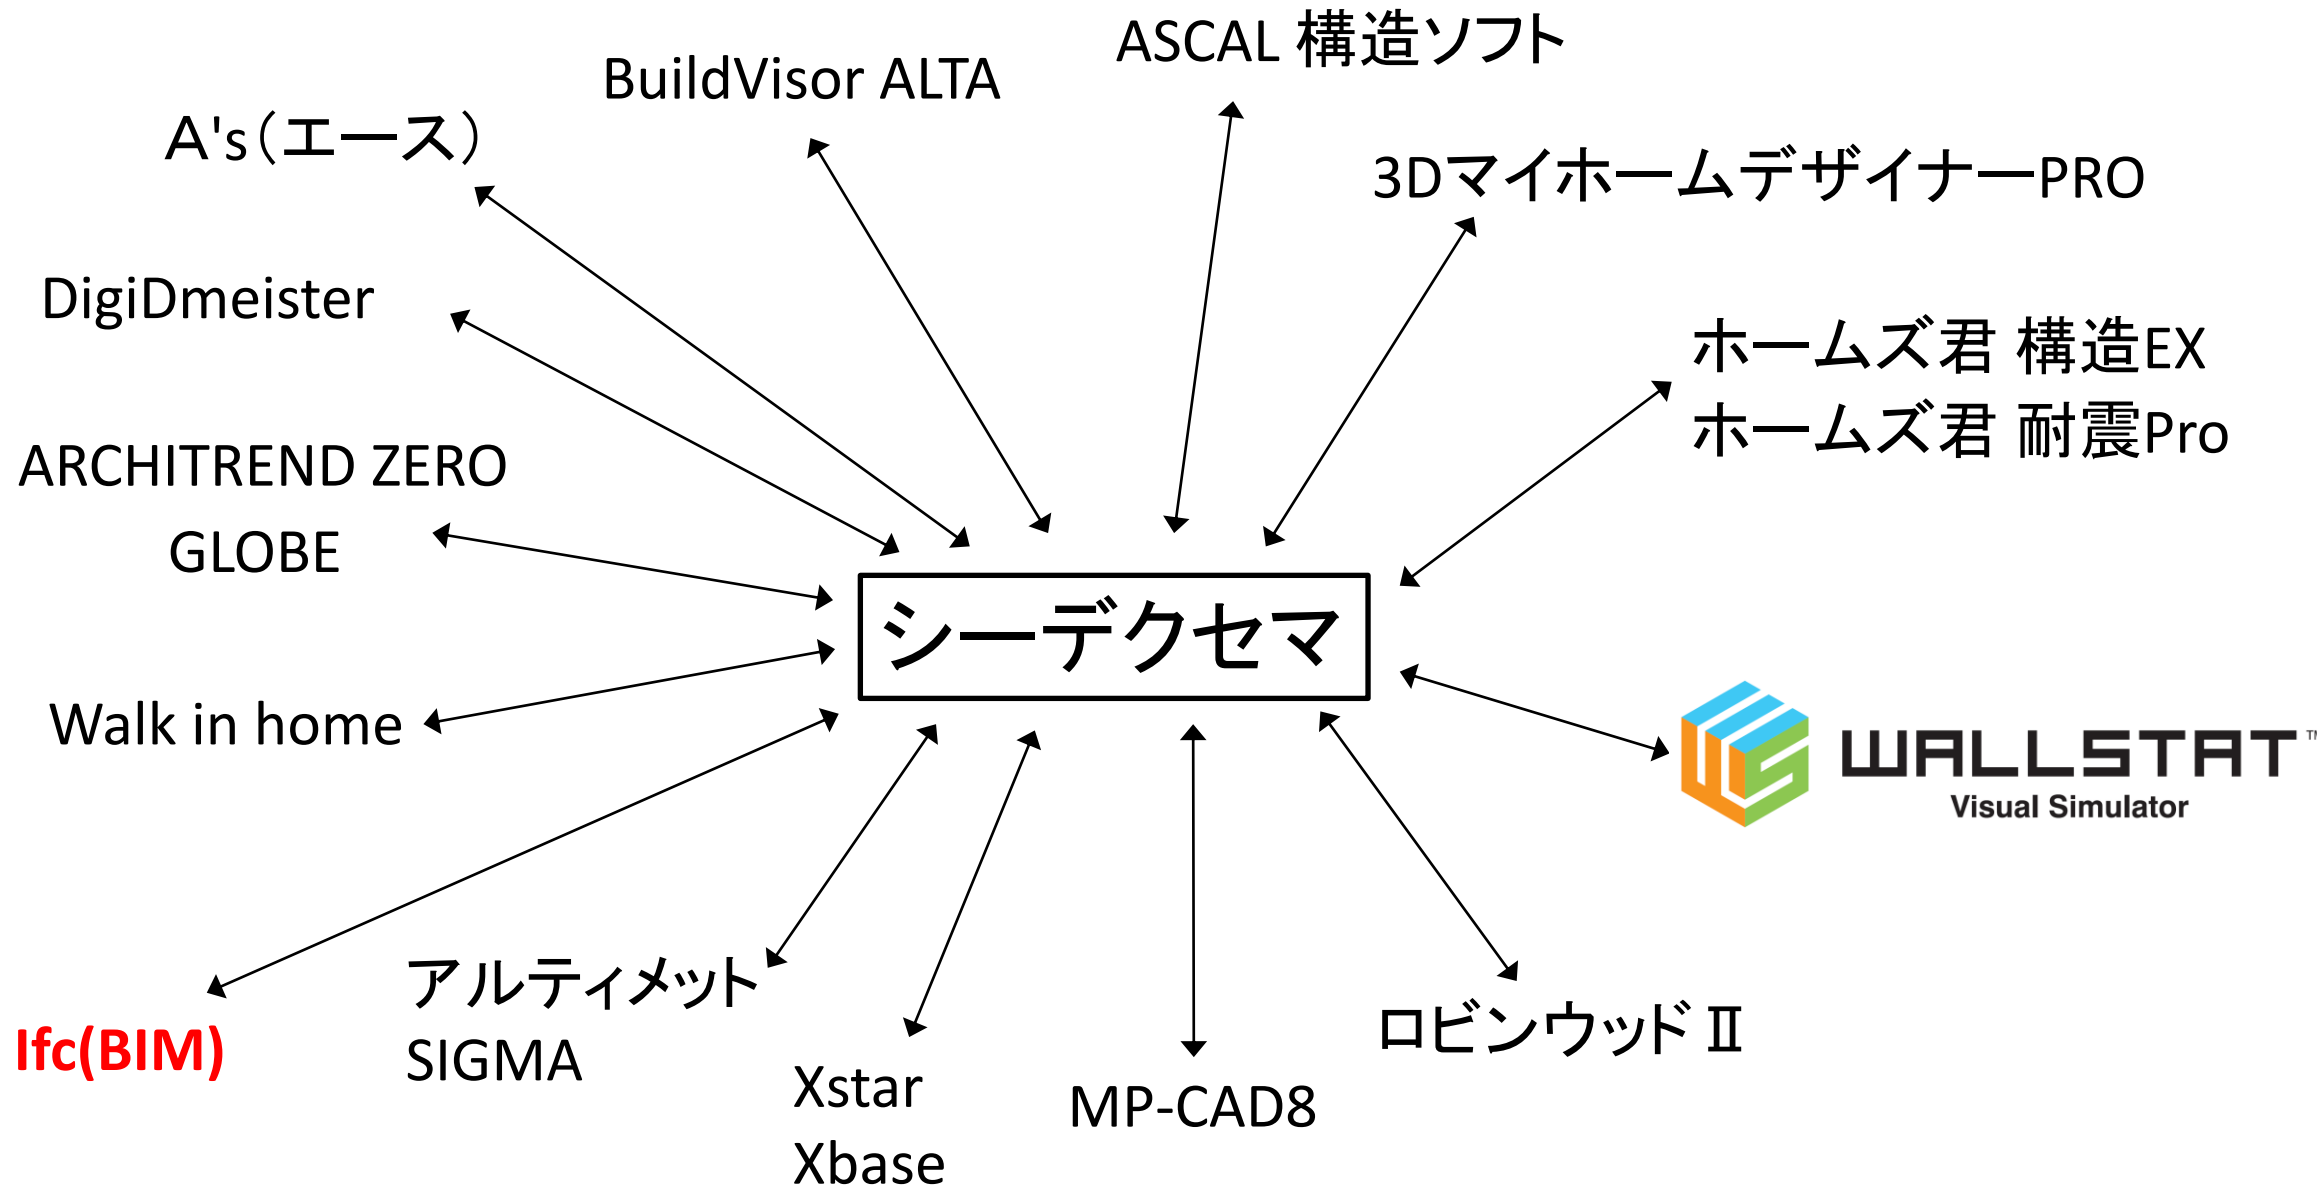 ASCAL 構造ソフト
BuildVisor ALTA
A's（エース）
3DマイホームデザイナーPRO
DigiDmeister
ホームズ君 構造EX
ホームズ君 耐震Pro
ARCHITREND ZERO
GLOBE
シーデクセマ
Walk in home
WALLSTAT™
Visual Simulator
Ifc(BIM)
アルティメット
SIGMA
Xstar
Xbase
MP-CAD8
ロビンウッドⅡ